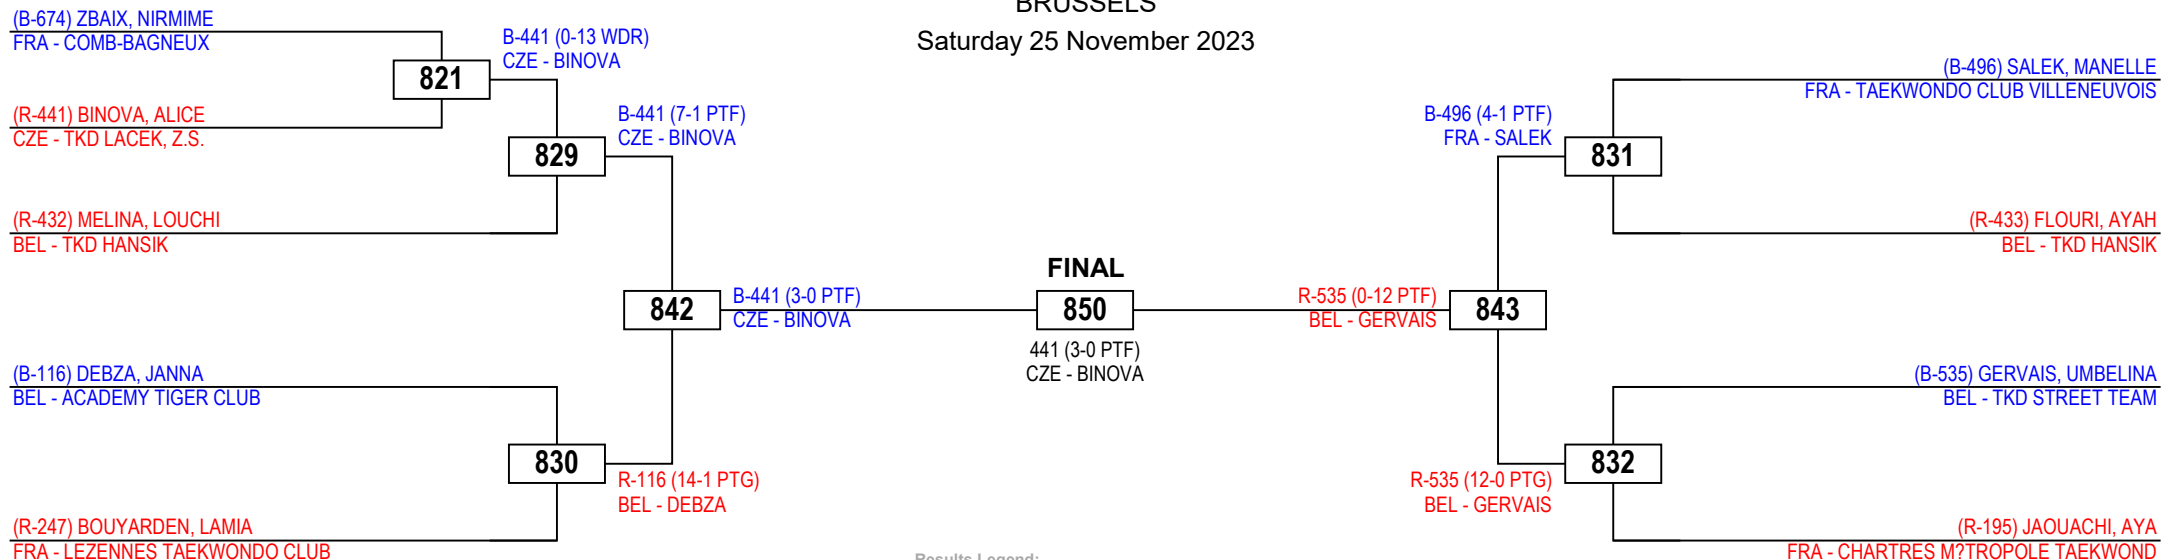 BRUSSELS
Saturday 25 November 2023
(B-674) ZBAIX, NIRMIME
FRA - COMB-BAGNEUX
821
(R-441) BINOVA, ALICE
CZE - TKD LACEK, Z.S.
B-441 (0-13 WDR)
CZE - BINOVA
829
(R-432) MELINA, LOUCHI
BEL - TKD HANSIK
B-441 (7-1 PTF)
CZE - BINOVA
842
(B-116) DEBZA, JANNA
BEL - ACADEMY TIGER CLUB
830
(R-247) BOUYARDEN, LAMIA
FRA - LEZENNES TAEKWONDO CLUB
R-116 (14-1 PTG)
BEL - DEBZA
B-441 (3-0 PTF)
CZE - BINOVA
FINAL
850
441 (3-0 PTF)
CZE - BINOVA
R-535 (0-12 PTF)
BEL - GERVAIS
843
B-496 (4-1 PTF)
FRA - SALEK
831
(B-496) SALEK, MANELLE
FRA - TAEKWONDO CLUB VILLENEUVOIS
(R-433) FLOURI, AYAH
BEL - TKD HANSIK
R-535 (12-0 PTG)
BEL - GERVAIS
832
(B-535) GERVAIS, UMBELINA
BEL - TKD STREET TEAM
(R-195) JAOUACHI, AYA
FRA - CHARTRES M?TROPOLE TAEKWOND
Results Legend: